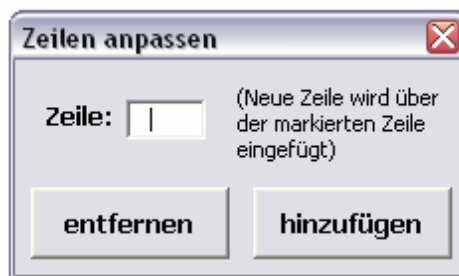 Zeilen anpassen
Zeile:
(Neue Zeile wird über
der markierten Zeile
eingefügt)
entfernen
hinzufügen